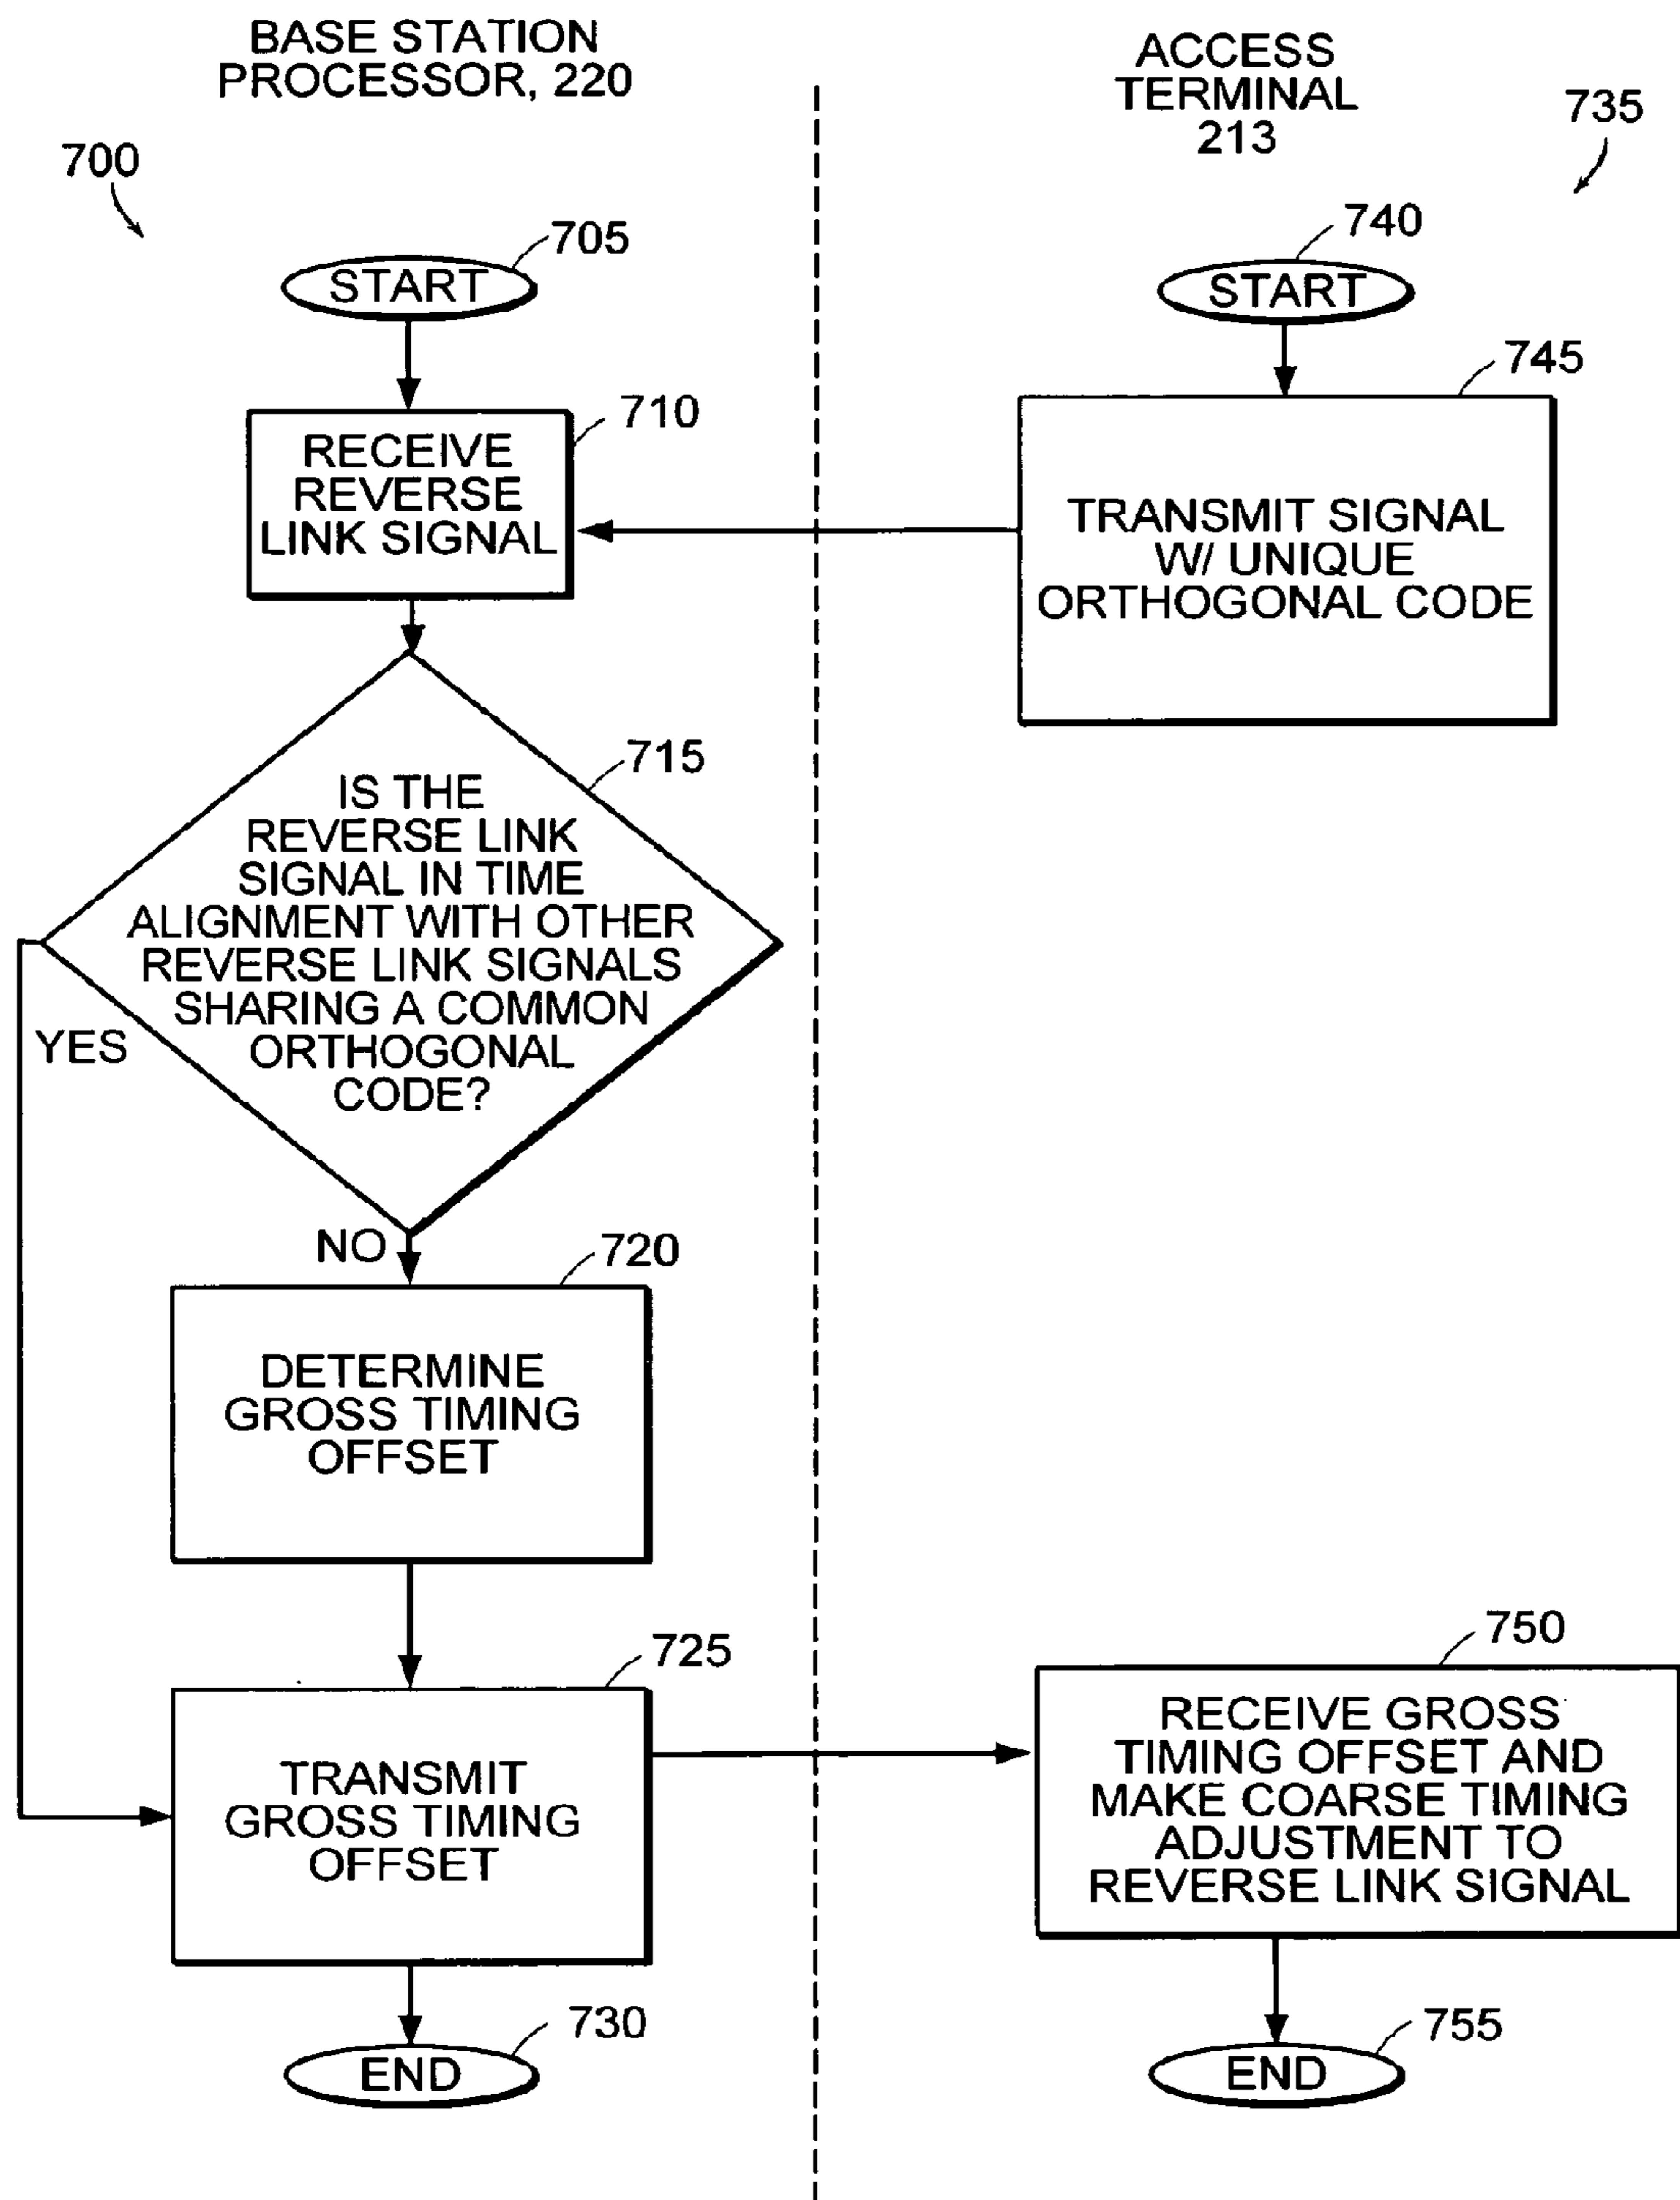 BASE STATION
PROCESSOR, 220
ACCESS
TERMINAL
213
735
700
705
START
740
START
745
710
RECEIVE
REVERSE
LINK SIGNAL
TRANSMIT SIGNAL
W/ UNIQUE
ORTHOGONAL CODE
715
IS THE
REVERSE LINK
SIGNAL IN TIME
ALIGNMENT WITH OTHER
REVERSE LINK SIGNALS
SHARING A COMMON
ORTHOGONAL
CODE?
YES
NO
720
DETERMINE
GROSS TIMING
OFFSET
725
TRANSMIT
GROSS TIMING
OFFSET
750
RECEIVE GROSS
TIMING OFFSET AND
MAKE COARSE TIMING
ADJUSTMENT TO
REVERSE LINK SIGNAL
730
END
755
END